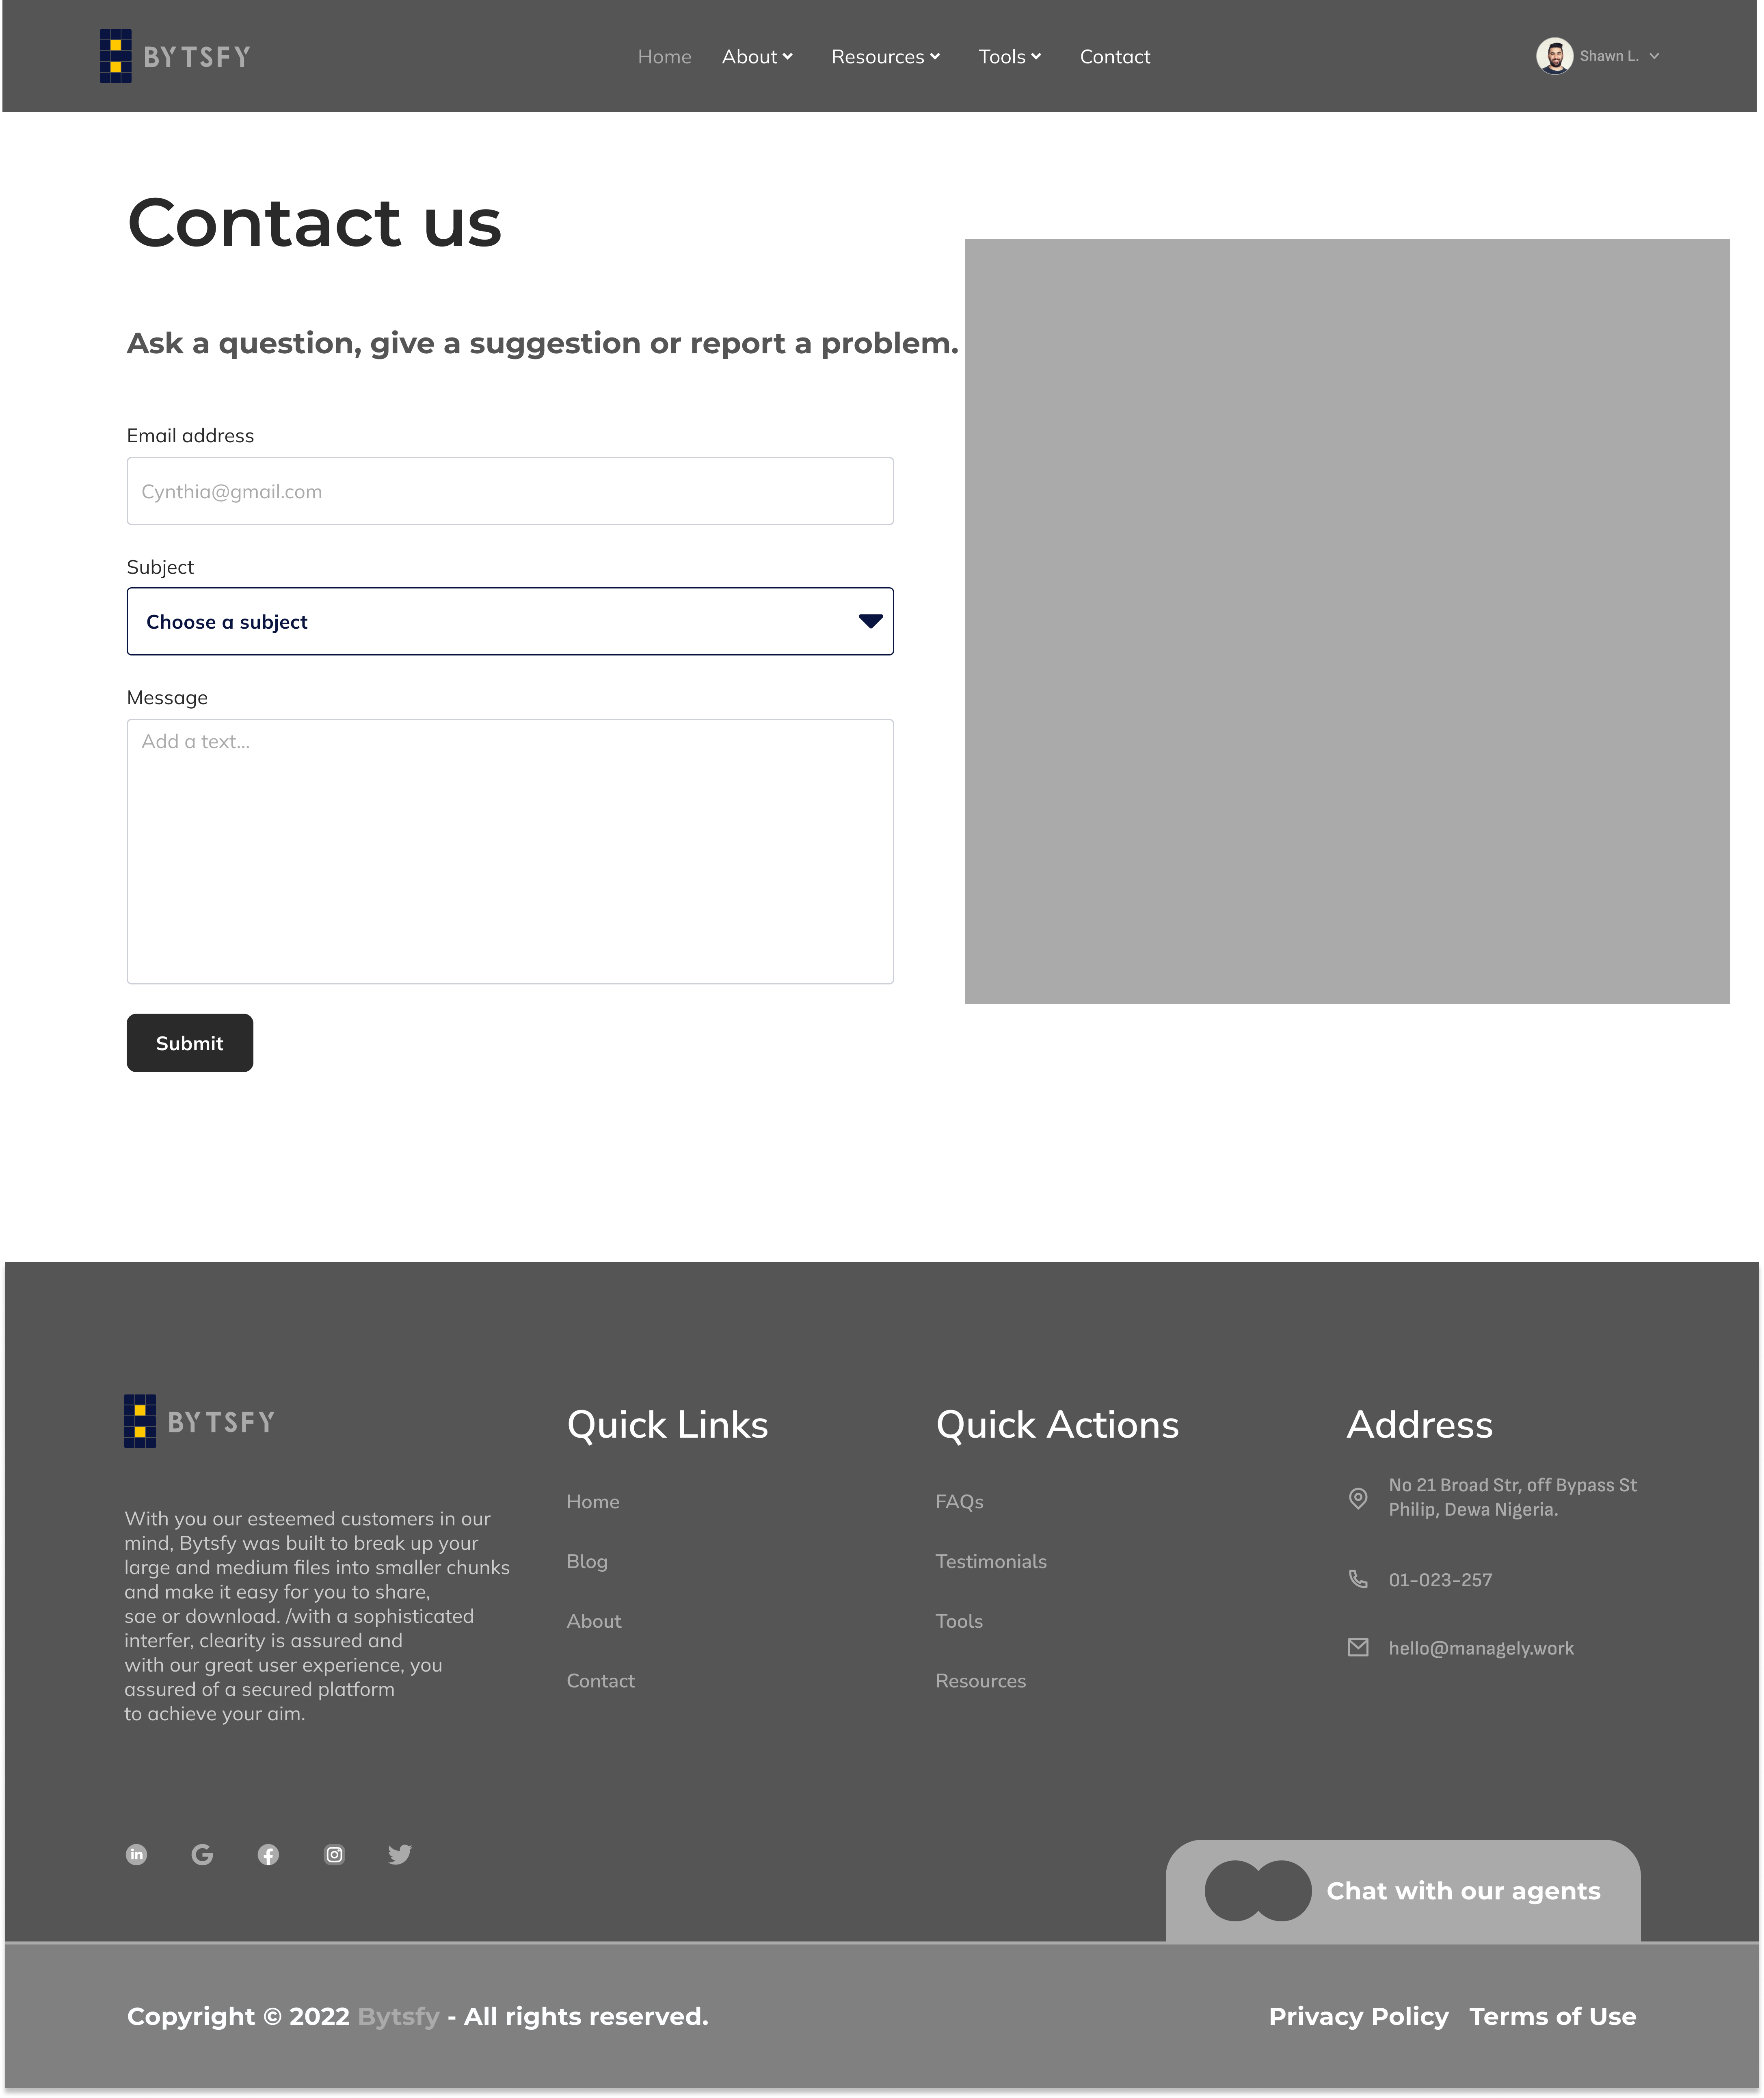 BYTSFY
Home About Resources Tools Contact
Shawn L.
Contact us
Ask a question, give a suggestion or report a problem.
Email address
Cynthia@gmail.com
Subject
Choose a subject
Message
Add a text...
Submit
BYTSFY
With you our esteemed customers in our
mind, Bytsfy was built to break up your
large and medium files into smaller chunks
and make it easy for you to share,
sae or download. /with a sophisticated
interfer, clearity is assured and
with our great user experience, you
assured of a secured platform
to achieve your aim.
Quick Links
Home
Blog
About
Contact
Quick Actions
FAQs
Testimonials
Tools
Resources
Address
No 21 Broad Str, off Bypass St
Philip, Dewa Nigeria.
01-023-257
hello@managely.work
Chat with our agents
Copyright © 2022 Bytsfy - All rights reserved.
Privacy Policy Terms of Use